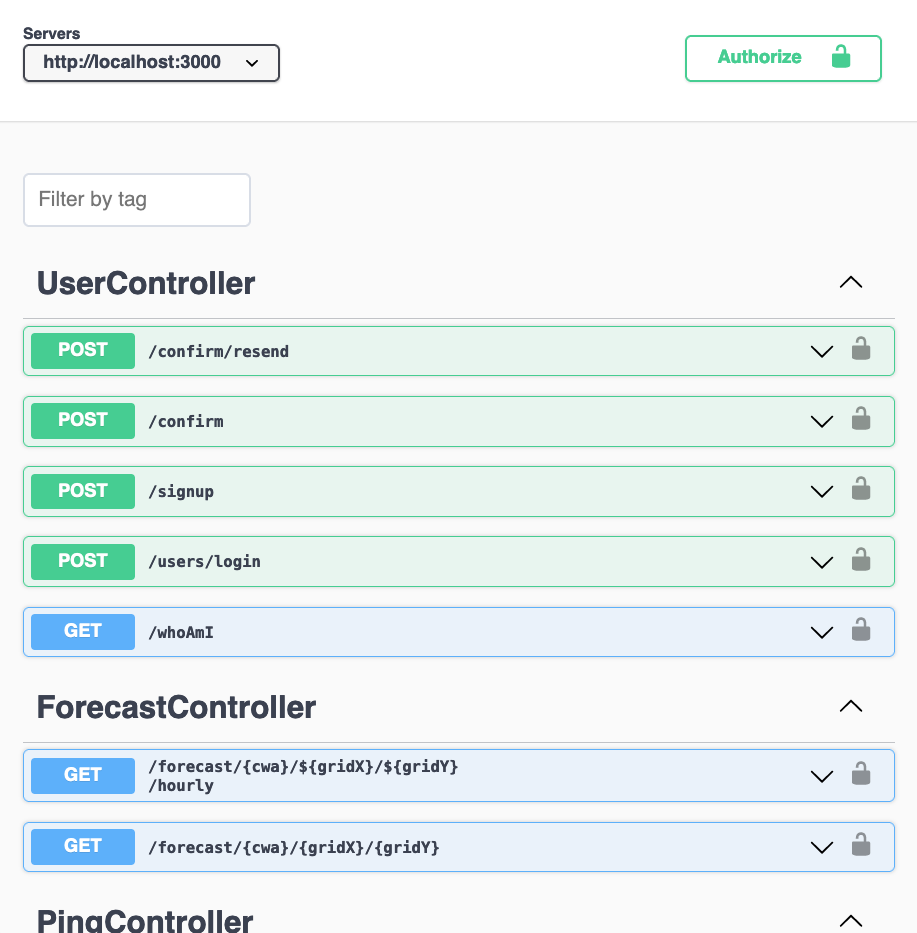 Servers
http://localhost:3000
Authorize
Filter by tag
UserController
POST /confirm/resend
POST /confirm
POST /signup
POST /users/login
GET /whoAmI
ForecastController
GET /forecast/{cwa}/${gridX}/${gridY}
/hourly
GET /forecast/{cwa}/{gridX}/{gridY}
PingController